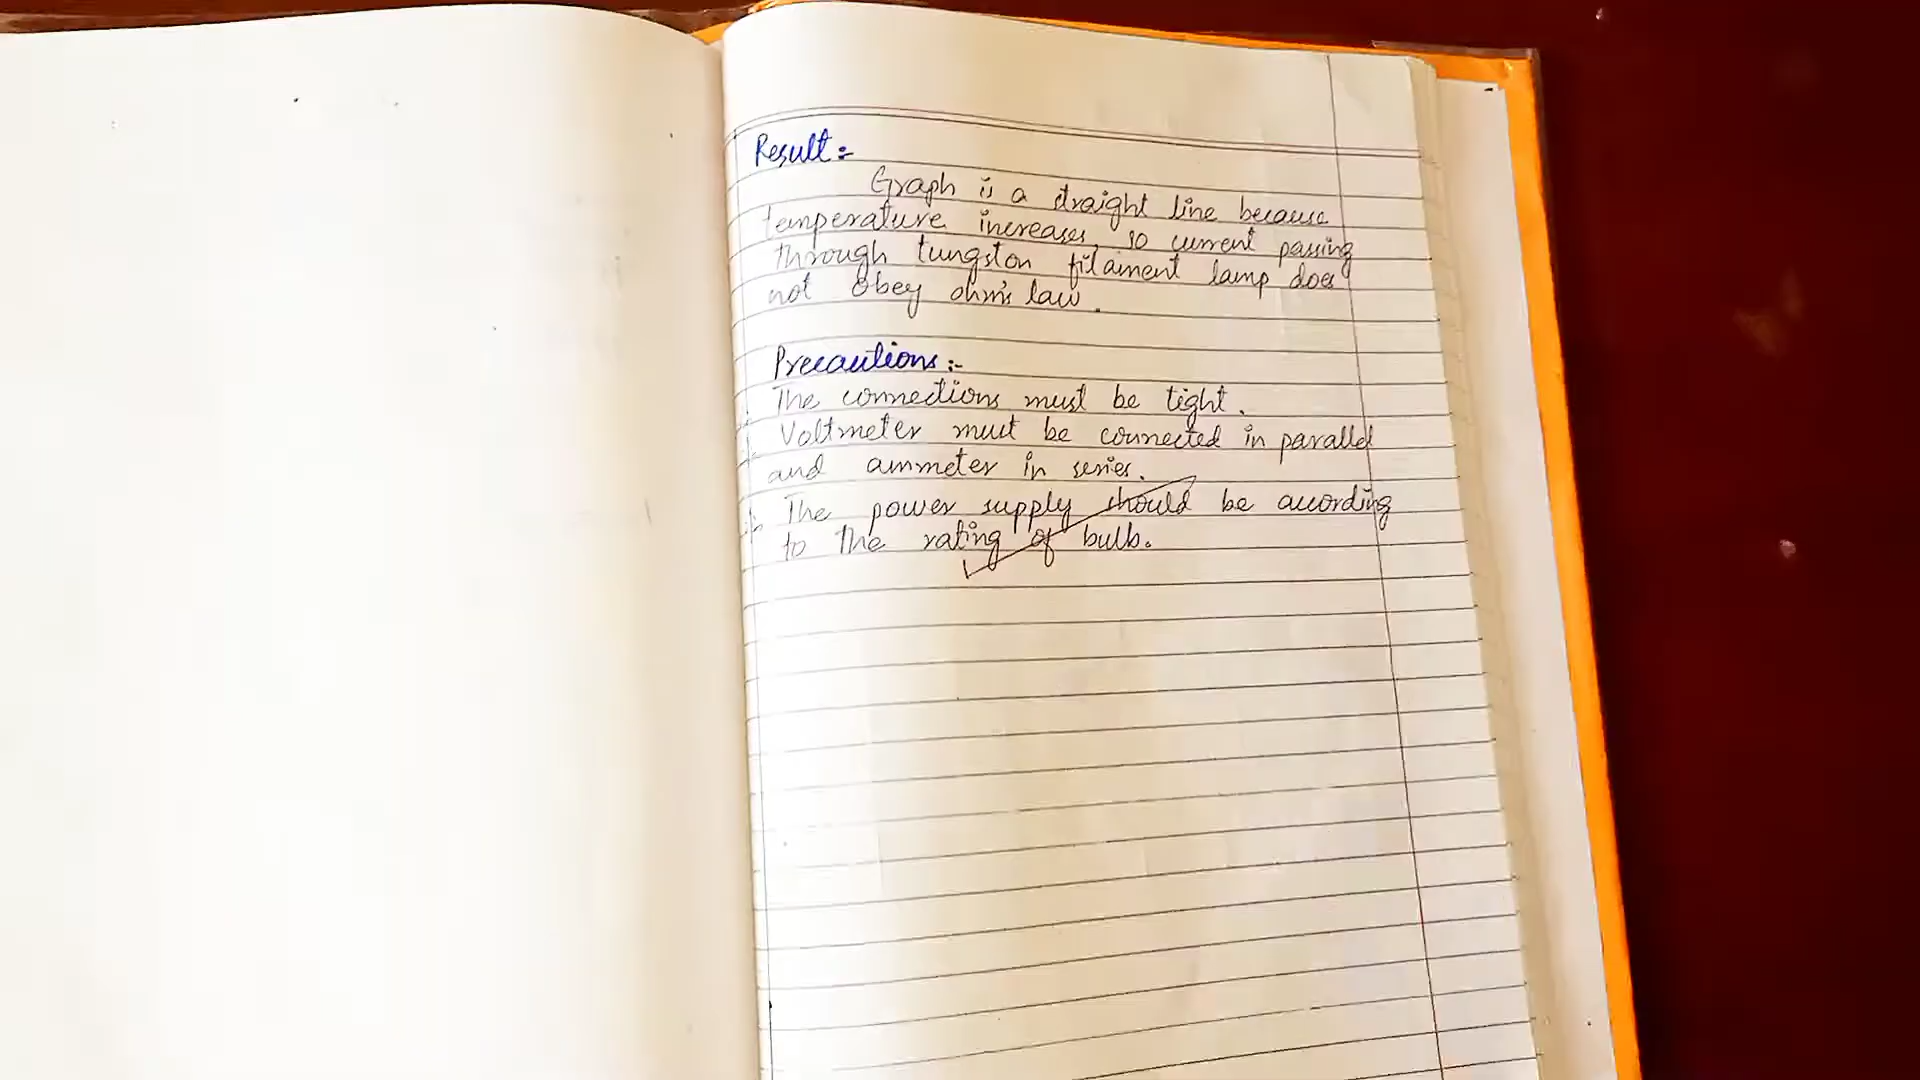 Result :-
Graph is a straight line because
temperature increases, so current passing
through tungston filament lamp does
not obey ohm's law.
Precautions :-
The connections must be tight.
Voltmeter must be connected in parallel
and ammeter in series.
The power supply should be according
to the rating of bulb.